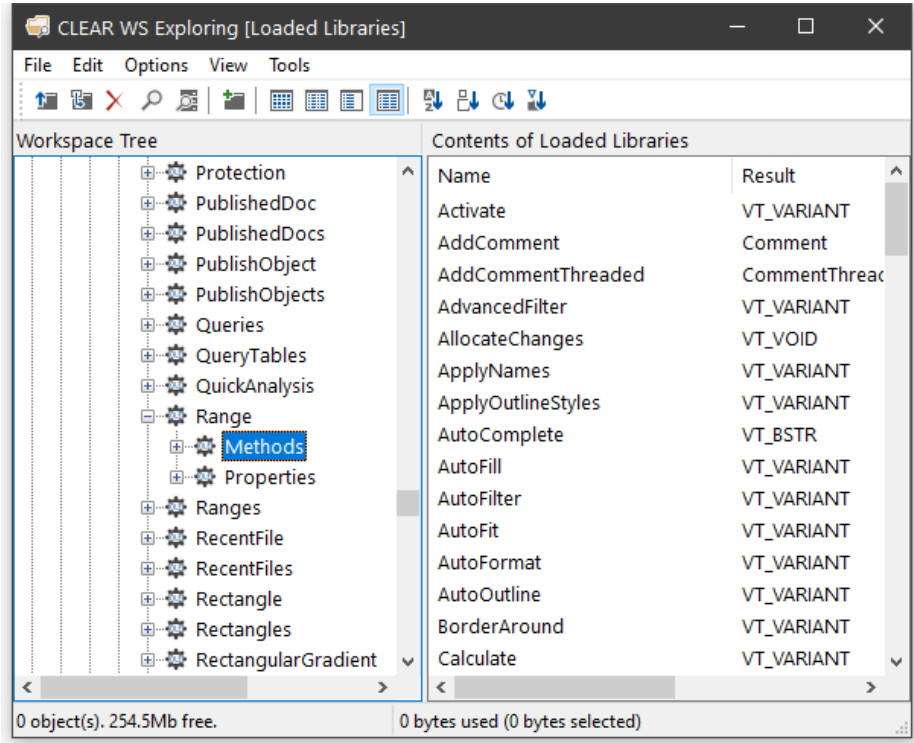 CLEAR WS Exploring [Loaded Libraries]
File Edit Options View Tools
Workspace Tree
Protection
PublishedDoc
PublishedDocs
PublishObject
PublishObjects
Queries
QueryTables
QuickAnalysis
Range
Methods
Properties
Ranges
RecentFile
RecentFiles
Rectangle
Rectangles
RectangularGradient
Contents of Loaded Libraries
Name Result
Activate VT_VARIANT
AddComment Comment
AddCommentThreaded CommentThreac
AdvancedFilter VT_VARIANT
AllocateChanges VT_VOID
ApplyNames VT_VARIANT
ApplyOutlineStyles VT_VARIANT
AutoComplete VT_BSTR
AutoFill VT_VARIANT
AutoFilter VT_VARIANT
AutoFit VT_VARIANT
AutoFormat VT_VARIANT
AutoOutline VT_VARIANT
BorderAround VT_VARIANT
Calculate VT_VARIANT
0 object(s). 254.5Mb free.
0 bytes used (0 bytes selected)